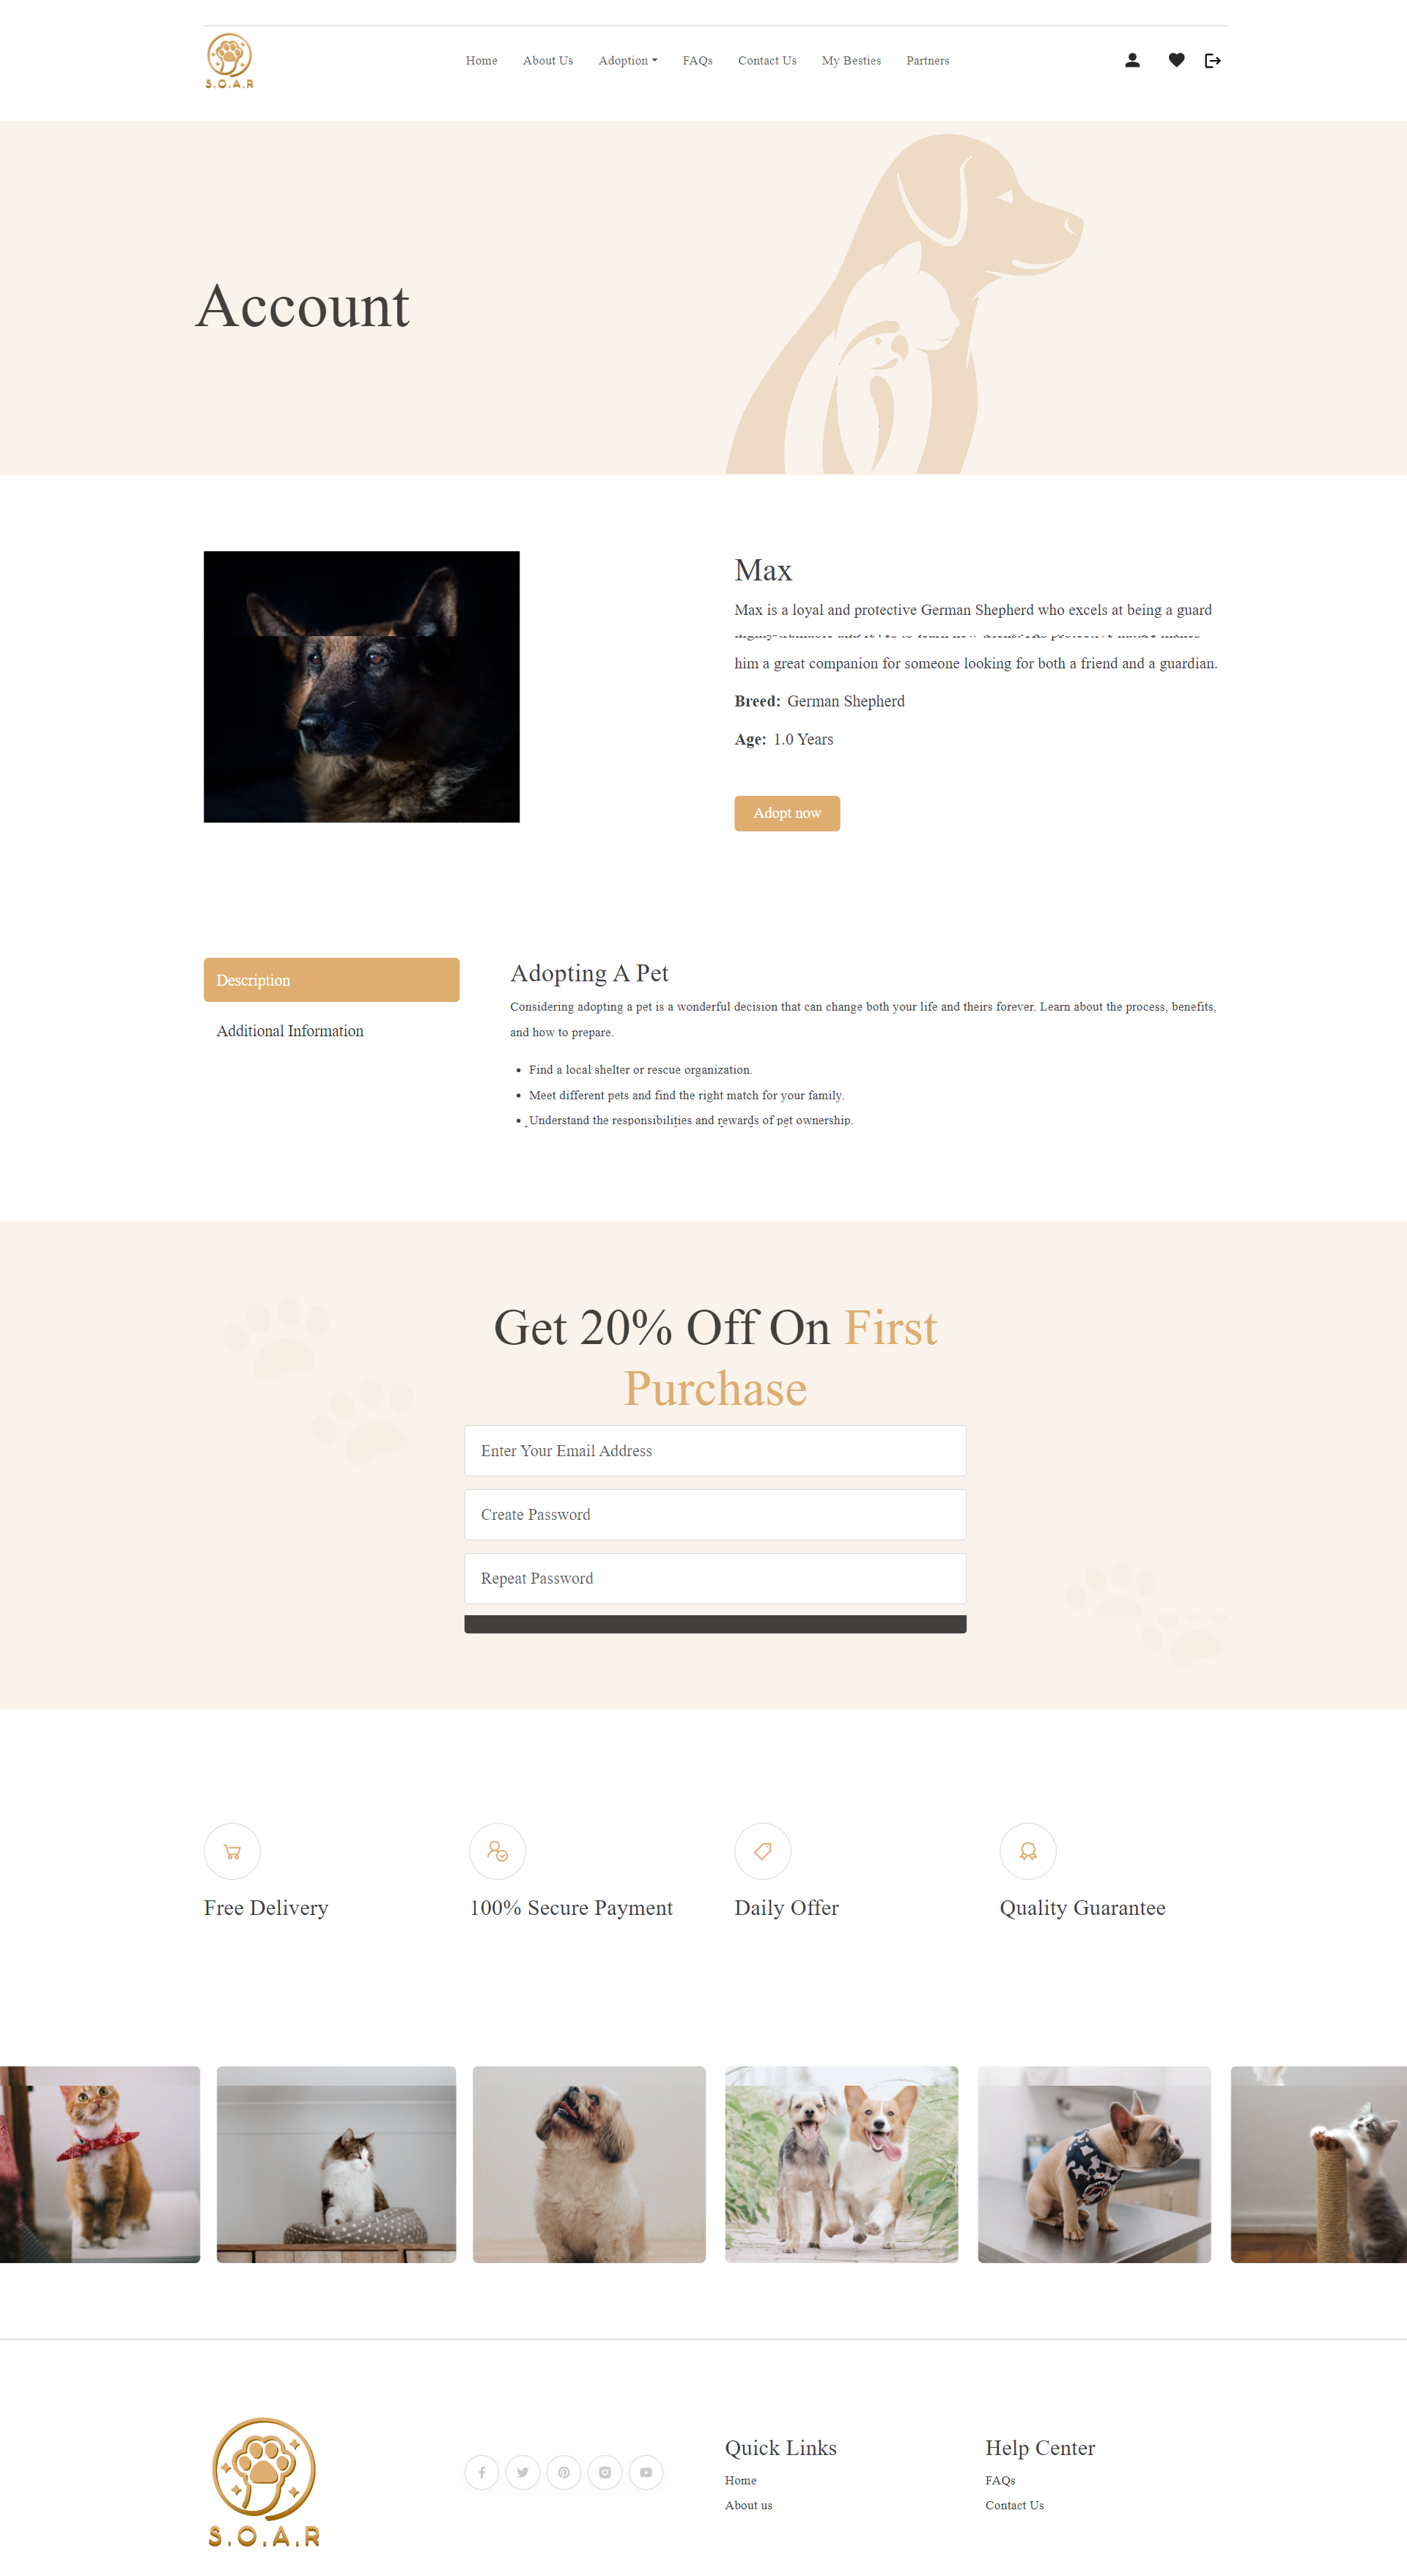 S.O.A.R
Home About Us Adoption FAQs Contact Us My Besties Partners
Account
Max
Max is a loyal and protective German Shepherd who excels at being a guard
him a great companion for someone looking for both a friend and a guardian.
Breed: German Shepherd
Age: 1.0 Years
Adopt now
Description
Additional Information
Adopting A Pet
Considering adopting a pet is a wonderful decision that can change both your life and theirs forever. Learn about the process, benefits,
and how to prepare.
Find a local shelter or rescue organization.
Meet different pets and find the right match for your family.
Understand the responsibilities and rewards of pet ownership.
Get 20% Off On First
Purchase
Enter Your Email Address
Create Password
Repeat Password
Free Delivery
100% Secure Payment
Daily Offer
Quality Guarantee
S.O.A.R
Quick Links
Home
About us
Help Center
FAQs
Contact Us